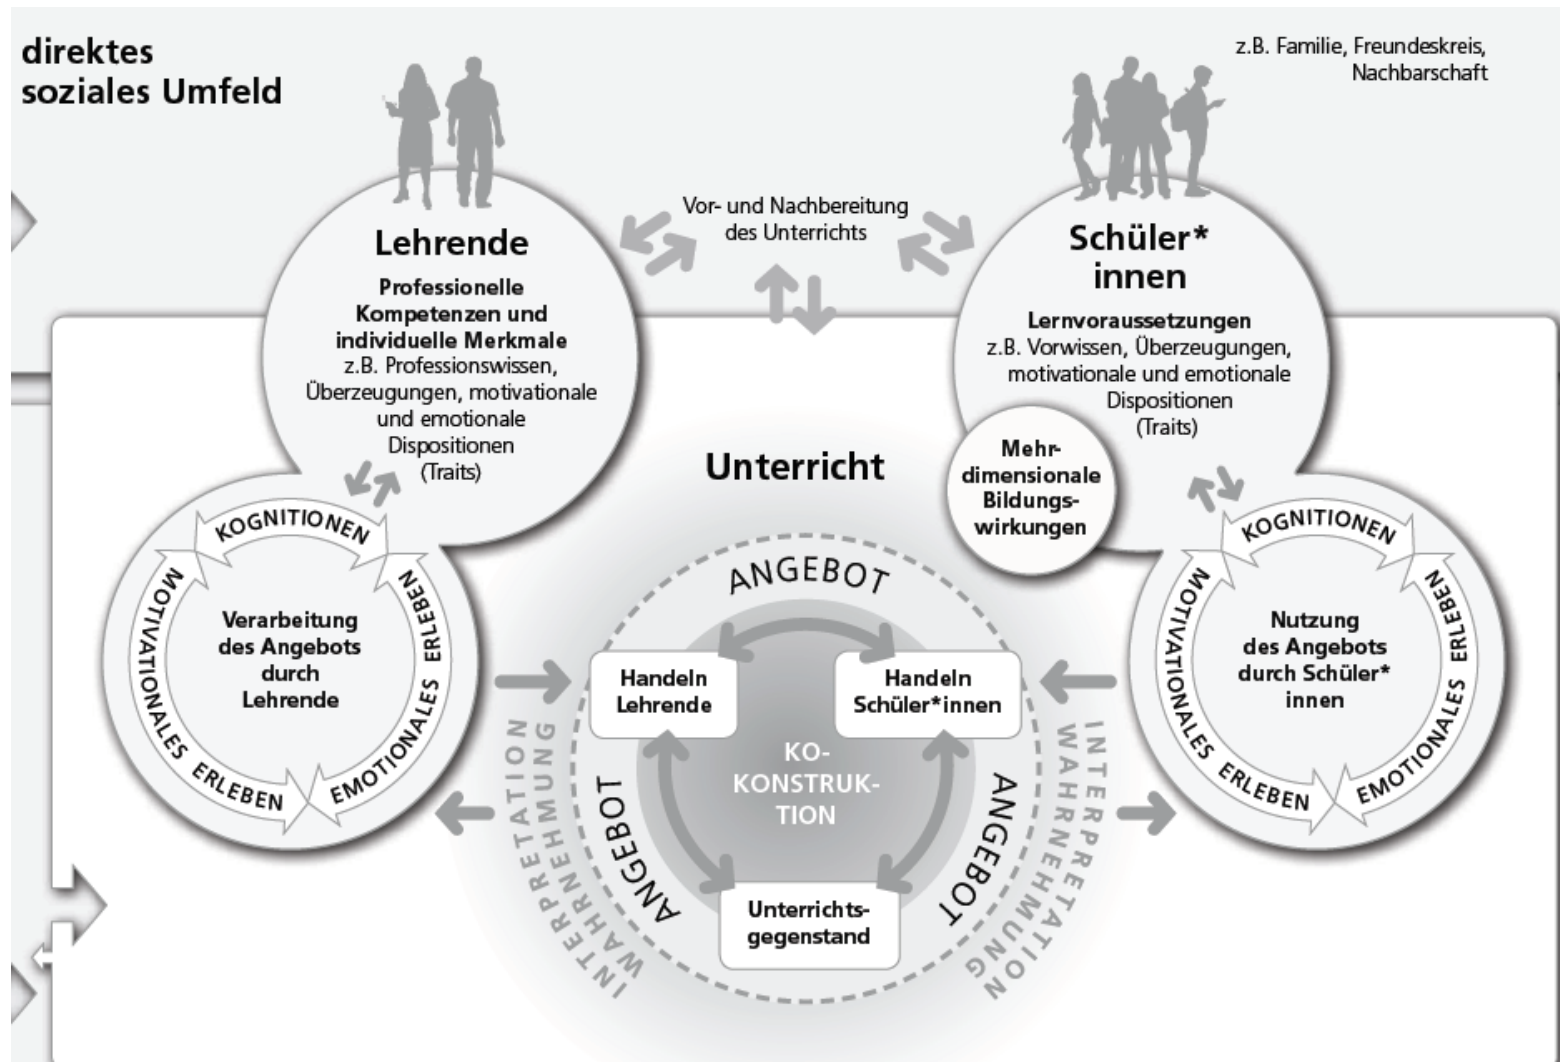 direktes
soziales Umfeld
z.B. Familie, Freundeskreis,
Nachbarschaft
Vor- und Nachbereitung
des Unterrichts
Lehrende
Professionelle
Kompetenzen und
individuelle Merkmale
z.B. Professionswissen,
Überzeugungen, motivationale
und emotionale
Dispositionen
(Traits)
Schüler*
innen
Lernvoraussetzungen
z.B. Vorwissen, Überzeugungen,
motivationale und emotionale
Dispositionen
(Traits)
Mehr-
dimensionale
Bildungs-
wirkungen
Unterricht
KOGNITIONEN
MOTIVATIONALES ERLEBEN
EMOTIONALES ERLEBEN
Verarbeitung
des Angebots
durch
Lehrende
INTERPRETATION
WAHRNEHMUNG
ANGEBOT
ANGEBOT
ANGEBOT
Handeln
Lehrende
Handeln
Schüler*innen
KO-
KONSTRUK-
TION
Unterrichts-
gegenstand
INTERPRETATION
WAHRNEHMUNG
KOGNITIONEN
MOTIVATIONALES ERLEBEN
EMOTIONALES ERLEBEN
Nutzung
des Angebots
durch Schüler*
innen